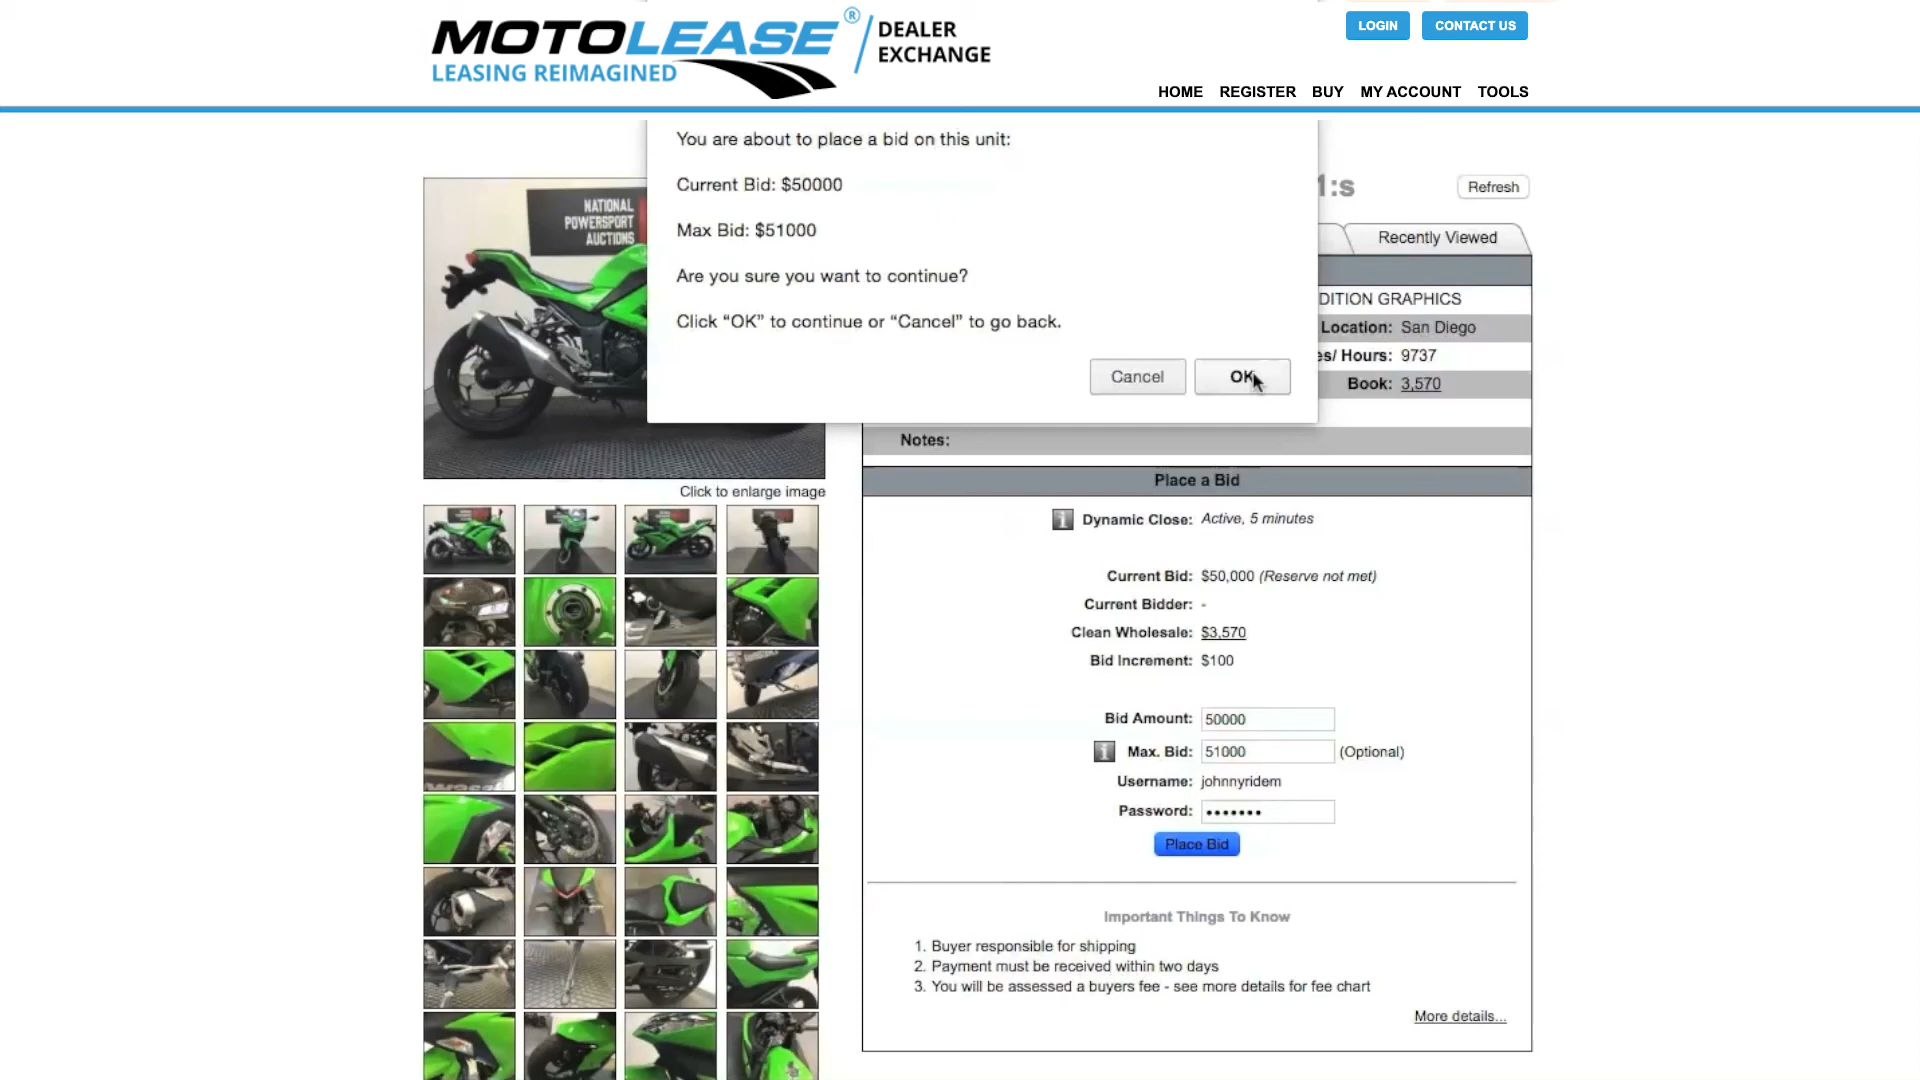 MOTOLEASE®
LEASING REIMAGINED
DEALER
EXCHANGE
LOGIN
CONTACT US
HOME
REGISTER
BUY
MY ACCOUNT
TOOLS
You are about to place a bid on this unit:
Current Bid: $50000
Max Bid: $51000
Are you sure you want to continue?
Click “OK” to continue or “Cancel” to go back.
Cancel
OK
NATIONAL
POWERSPORT
AUCTIONS
1:s
Refresh
Recently Viewed
DITION GRAPHICS
Location: San Diego
es/ Hours: 9737
Book: 3,570
Notes:
Click to enlarge image
Place a Bid
Dynamic Close: Active, 5 minutes
Current Bid: $50,000 (Reserve not met)
Current Bidder: -
Clean Wholesale: $3,570
Bid Increment: $100
Bid Amount: 50000
Max. Bid: 51000 (Optional)
Username: johnnyridem
Password: •••••••
Place Bid
Important Things To Know
1. Buyer responsible for shipping
2. Payment must be received within two days
3. You will be assessed a buyers fee - see more details for fee chart
More details...